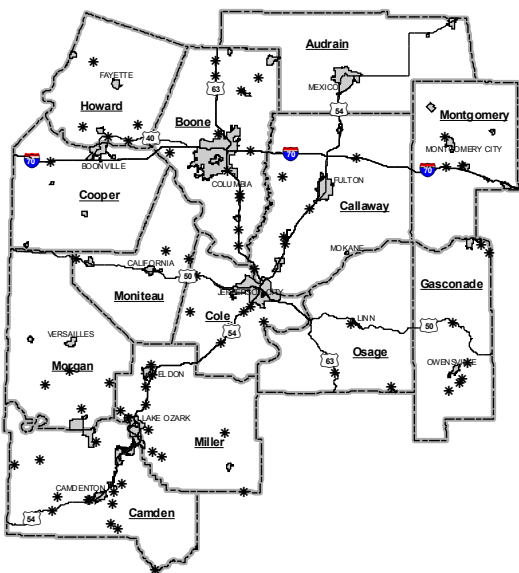 Audrain
FAYETTE
MEXICO
63
Howard
54
Boone
Montgomery
40
MONTGOMERY CITY
70
70
BOONVILLE
70
COLUMBIA
FULTON
Cooper
Callaway
MOKANE
CALIFORNIA
50
Gasconade
Moniteau
JEFFERSON CITY
Cole
LINN
50
54
VERSAILLES
Osage
63
OWENSVILLE
Morgan
ELDON
LAKE OZARK
Miller
CAMDENTON
54
Camden